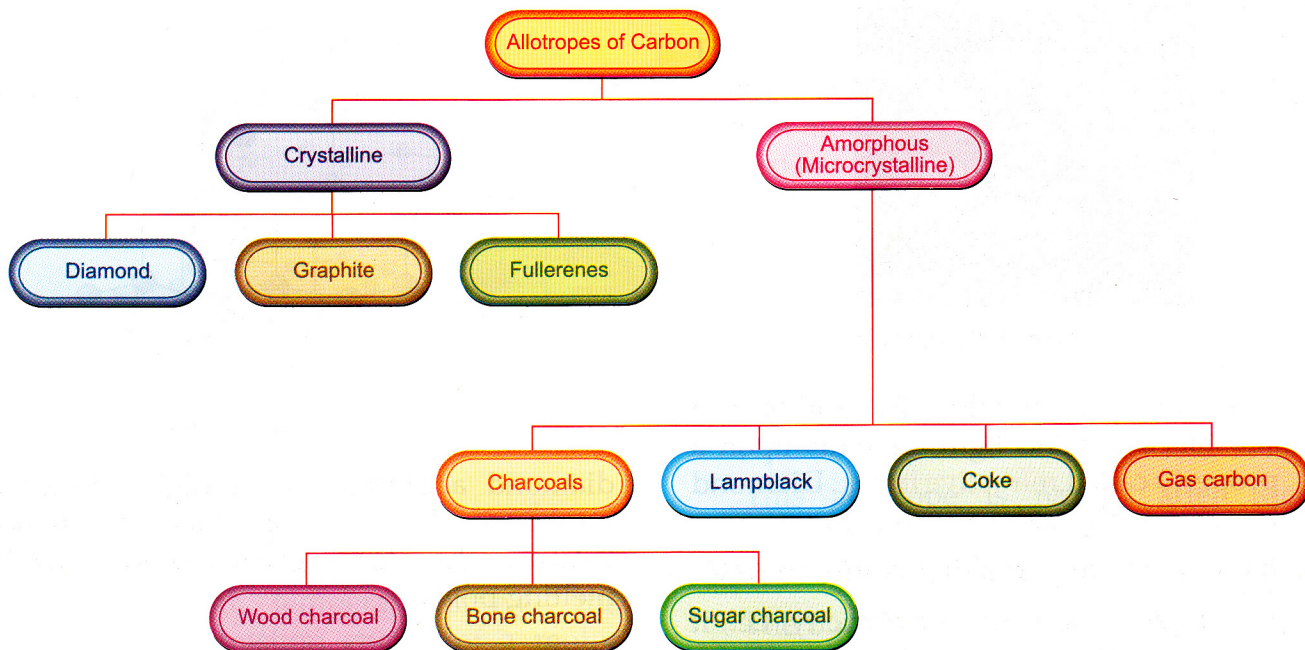 Allotropes of Carbon
Crystalline
Amorphous
(Microcrystalline)
Diamond.
Graphite
Fullerenes
Charcoals
Lampblack
Coke
Gas carbon
Wood charcoal
Bone charcoal
Sugar charcoal